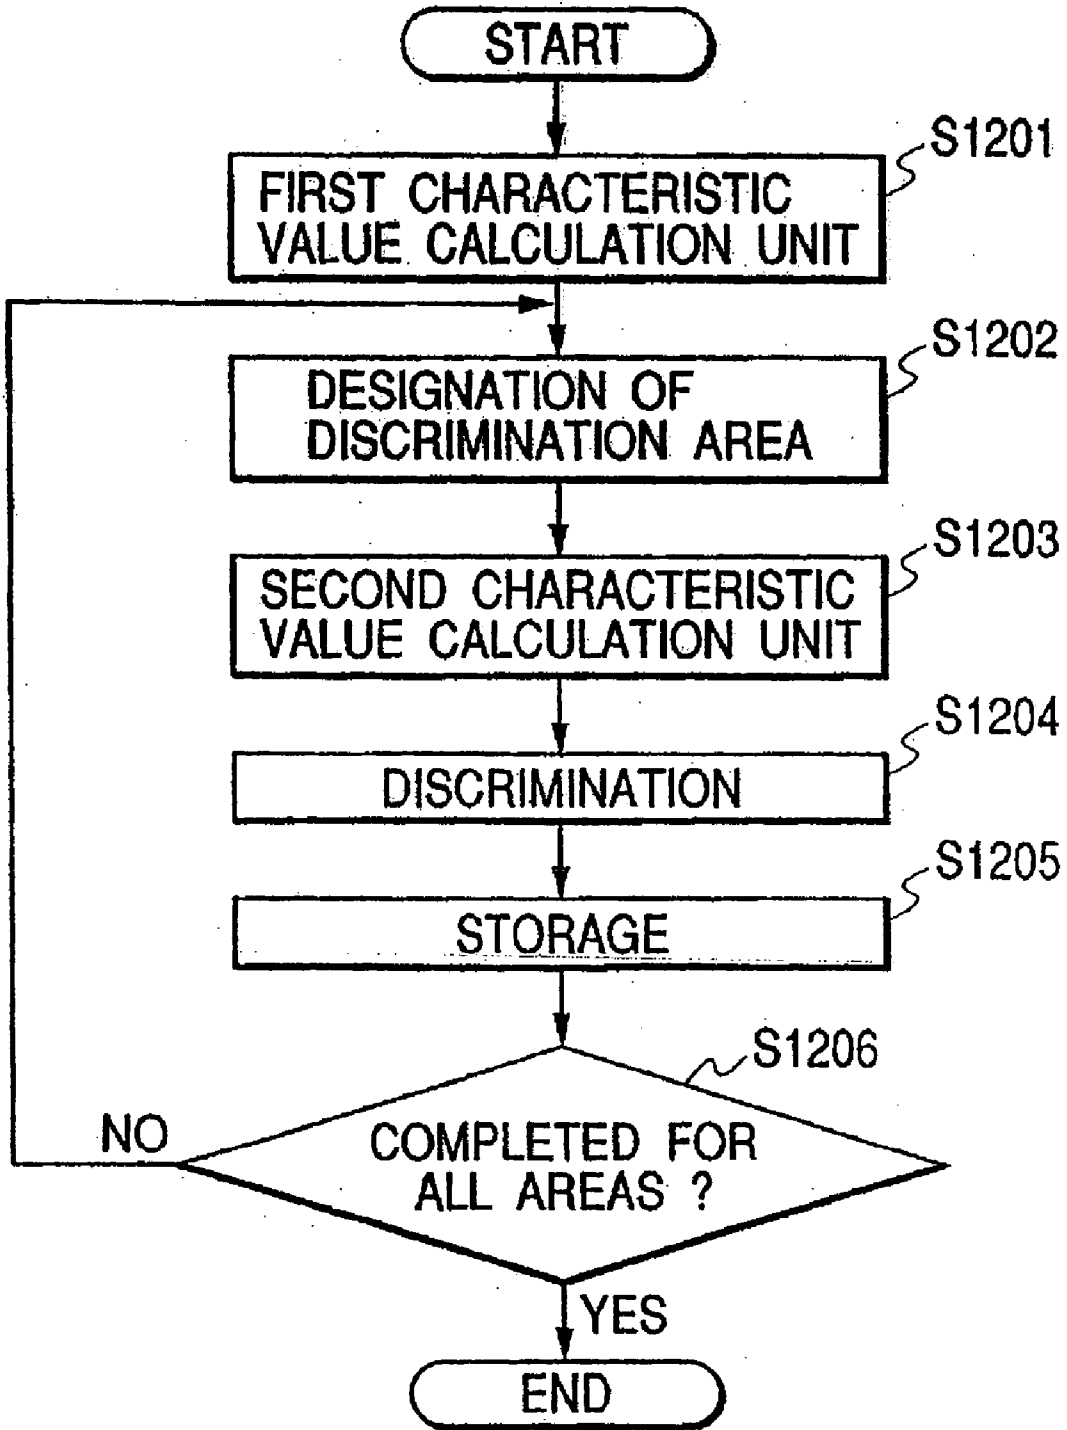 START
S1201
FIRST CHARACTERISTIC
VALUE CALCULATION UNIT
S1202
DESIGNATION OF
DISCRIMINATION AREA
S1203
SECOND CHARACTERISTIC
VALUE CALCULATION UNIT
S1204
DISCRIMINATION
S1205
STORAGE
S1206
COMPLETED FOR
ALL AREAS ?
NO
YES
END